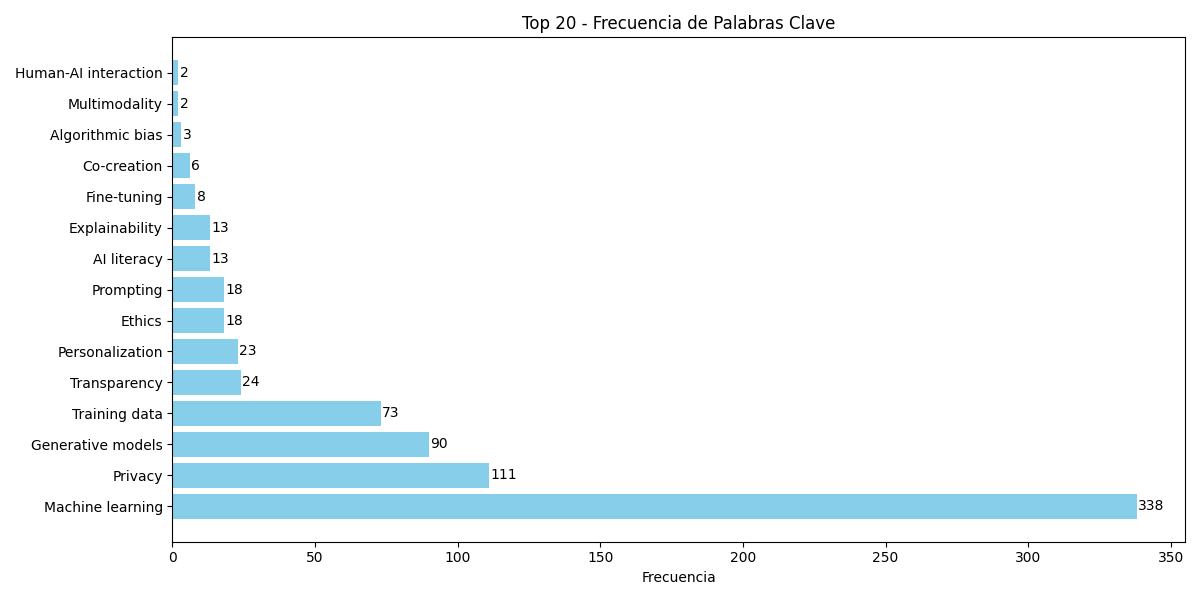 Top 20 - Frecuencia de Palabras Clave
Human-AI interaction 2
Multimodality 2
Algorithmic bias 3
Co-creation 6
Fine-tuning 8
Explainability 13
AI literacy 13
Prompting 18
Ethics 18
Personalization 23
Transparency 24
Training data 73
Generative models 90
Privacy 111
Machine learning 338
0 50 100 150 200 250 300 350
Frecuencia